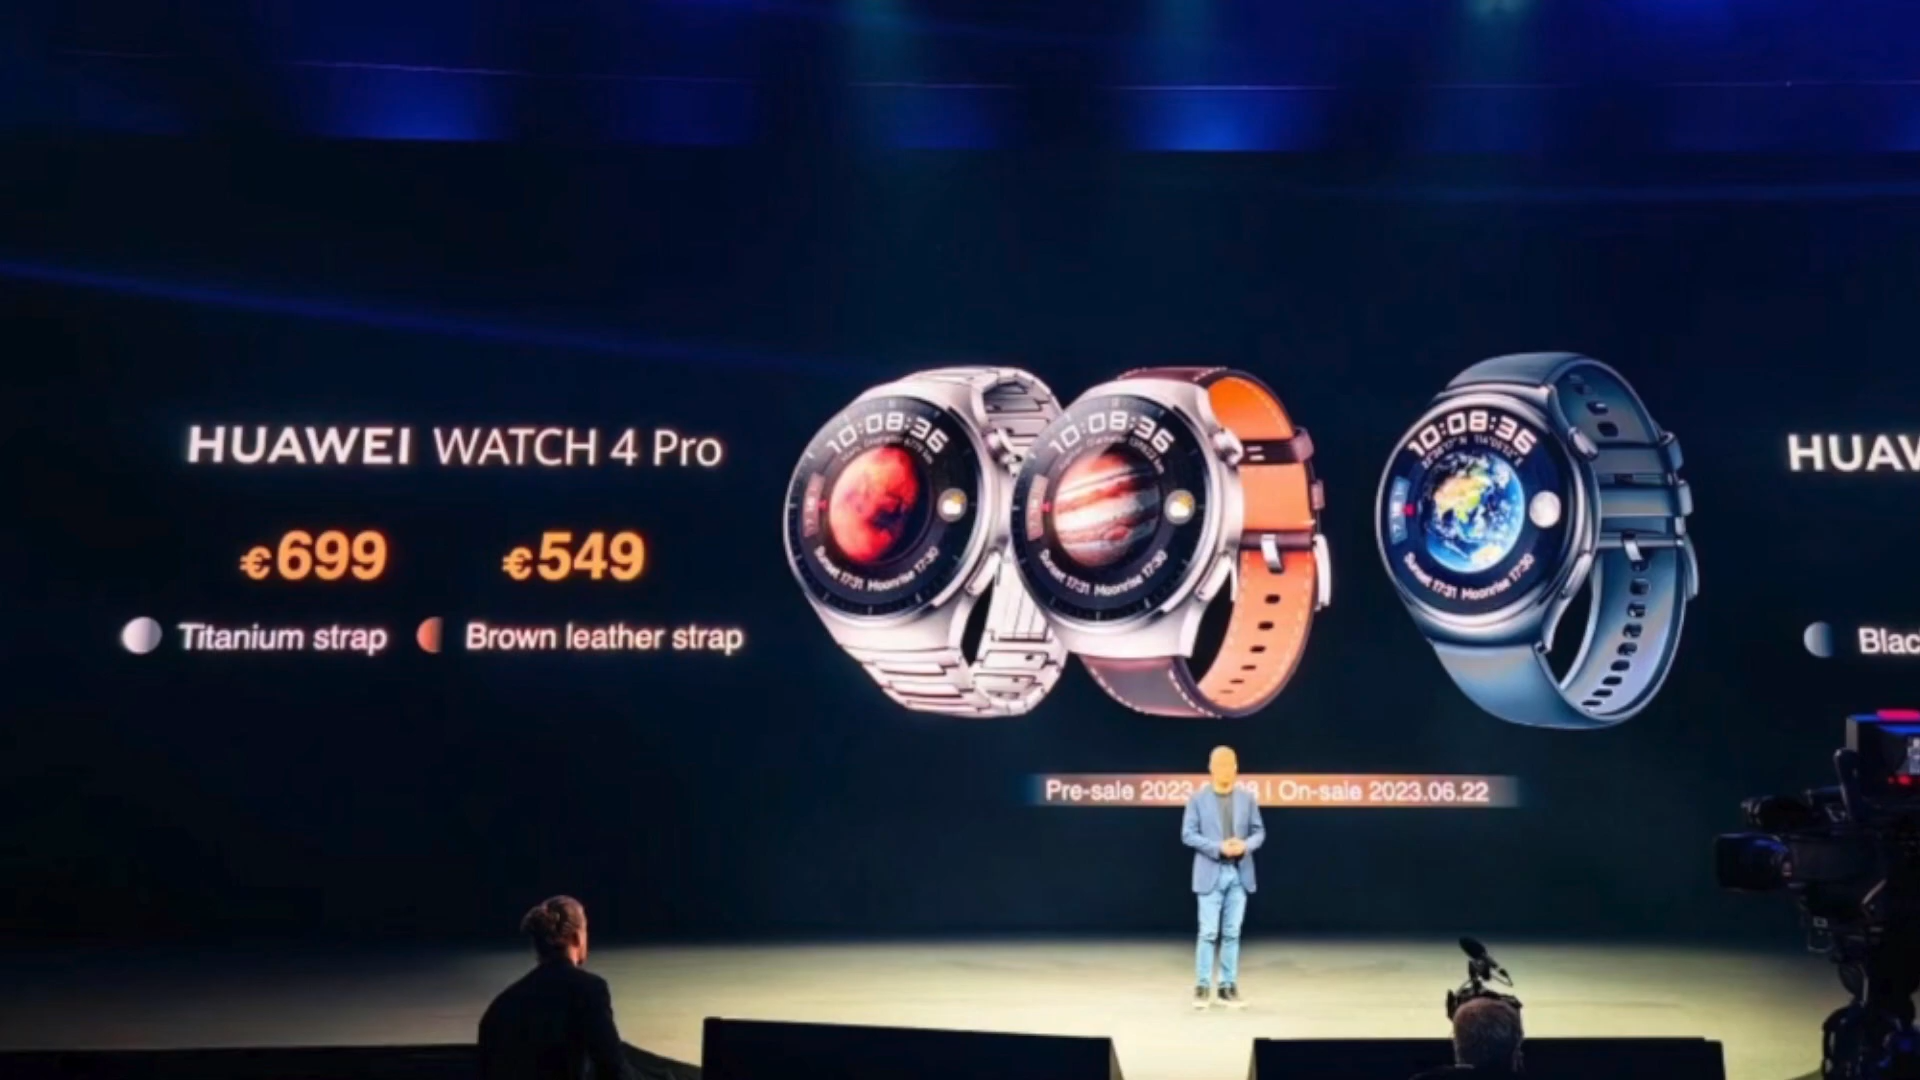 HUAWEI WATCH 4 Pro
€699 €549
Titanium strap Brown leather strap
10:08:36
Sunset 17:31 Moonrise 17:30
10:08:36
Sunset 17:31 Moonrise 17:30
10:08:36
Sunset 17:31 Moonrise 17:30
HUAW
Blac
Pre-sale 2023. 8 | On-sale 2023.06.22